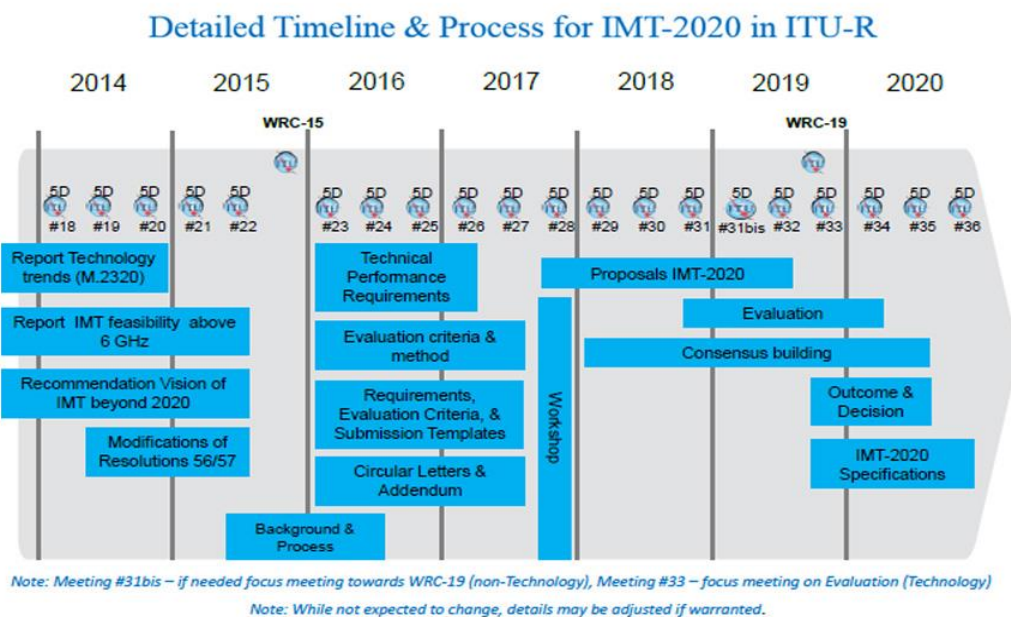 Detailed Timeline & Process for IMT-2020 in ITU-R
2014 2015 2016 2017 2018 2019 2020
WRC-15 WRC-19
5D 5D 5D 5D 5D 5D 5D 5D 5D 5D 5D 5D 5D 5D 5D 5D 5D 5D 5D 5D
#18 #19 #20 #21 #22 #23 #24 #25 #26 #27 #28 #29 #30 #31 #31bis #32 #33 #34 #35 #36
Report Technology
trends (M.2320)
Technical
Performance
Requirements
Proposals IMT-2020
Report IMT feasibility above
6 GHz
Evaluation criteria &
method
Evaluation
Consensus building
Recommendation Vision of
IMT beyond 2020
Requirements,
Evaluation Criteria, &
Submission Templates
Workshop
Outcome &
Decision
Modifications of
Resolutions 56/57
Circular Letters &
Addendum
IMT-2020
Specifications
Background &
Process
Note: Meeting #31bis – if needed focus meeting towards WRC-19 (non-Technology), Meeting #33 – focus meeting on Evaluation (Technology)
Note: While not expected to change, details may be adjusted if warranted.